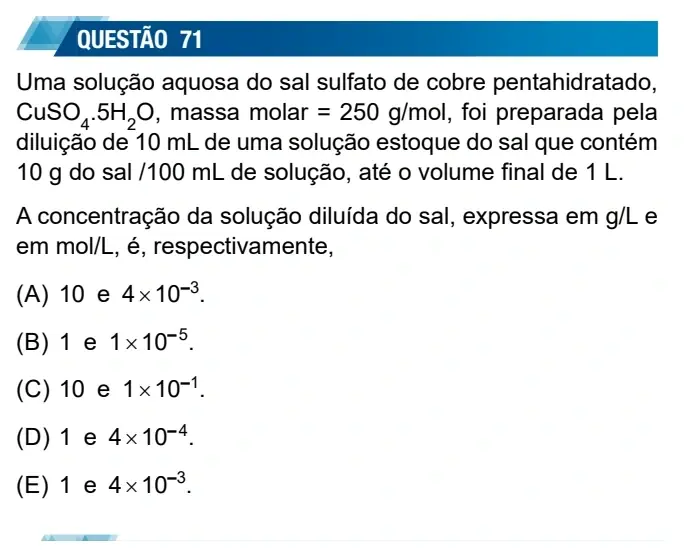 QUESTÃO 71
Uma solução aquosa do sal sulfato de cobre pentahidratado,
CuSO₄.5H₂O, massa molar = 250 g/mol, foi preparada pela
diluição de 10 mL de uma solução estoque do sal que contém
10 g do sal /100 mL de solução, até o volume final de 1 L.
A concentração da solução diluída do sal, expressa em g/L e
em mol/L, é, respectivamente,
(A) 10 e 4×10⁻³.
(B) 1 e 1×10⁻⁵.
(C) 10 e 1×10⁻¹.
(D) 1 e 4×10⁻⁴.
(E) 1 e 4×10⁻³.